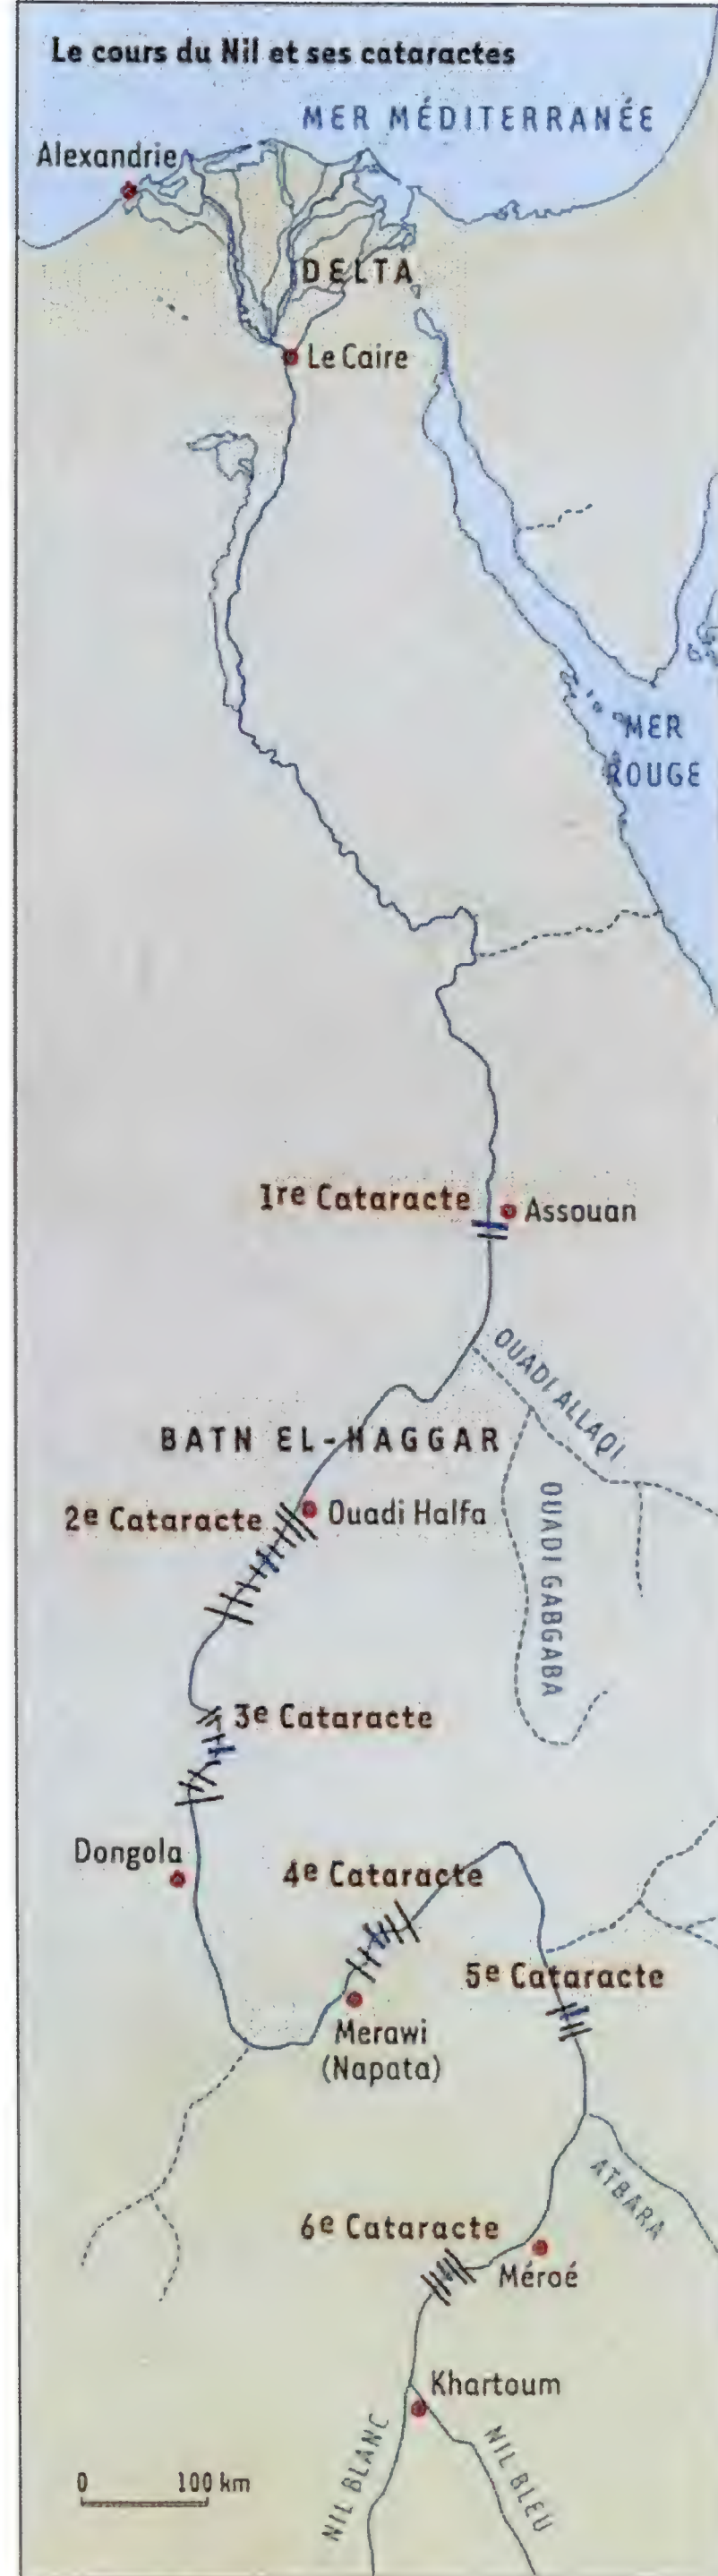 Le cours du Nil et ses cataractes
MER MÉDITERRANÉE
Alexandrie
DELTA
Le Caire
MER
ROUGE
1re Cataracte
Assouan
OUADI ALLAQI
BATN EL-HAGGAR
OUADI GABGABA
2e Cataracte
Ouadi Halfa
3e Cataracte
Dongola
4e Cataracte
5e Cataracte
Merawi
(Napata)
ATBARA
6e Cataracte
Méroé
Khartoum
NIL BLANC
NIL BLEU
0 100 km